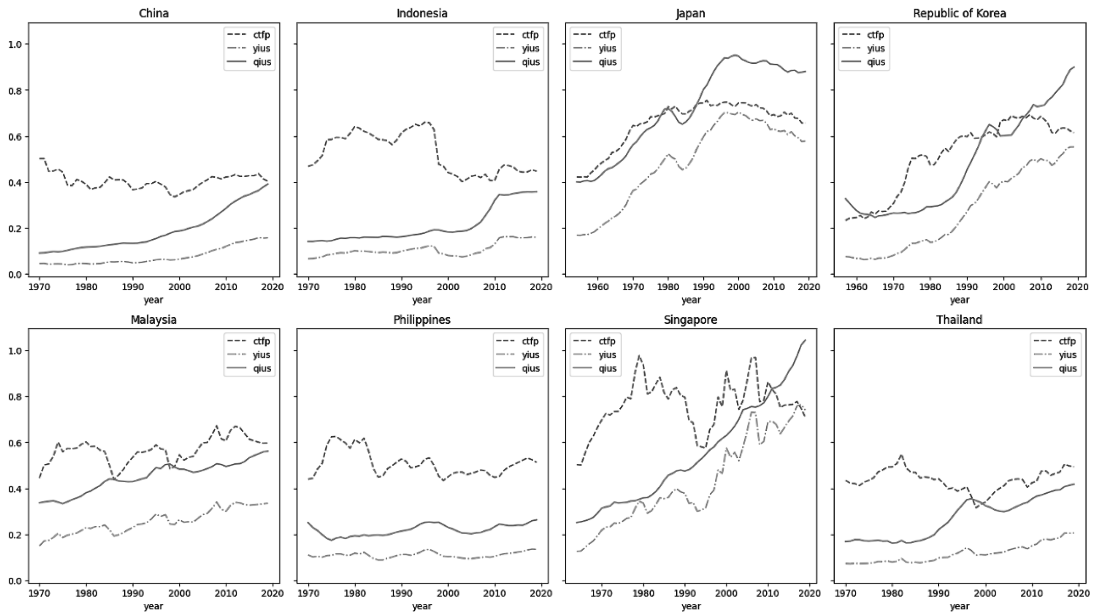 China
Indonesia
Japan
Republic of Korea
ctfp
yius
qius
ctfp
yius
qius
ctfp
yius
qius
ctfp
yius
qius
1.0
0.8
0.6
0.4
0.2
0.0
1970 1980 1990 2000 2010 2020
1970 1980 1990 2000 2010 2020
1960 1970 1980 1990 2000 2010 2020
1960 1970 1980 1990 2000 2010 2020
year
year
year
year
Malaysia
Philippines
Singapore
Thailand
ctfp
yius
qius
ctfp
yius
qius
ctfp
yius
qius
ctfp
yius
qius
1.0
0.8
0.6
0.4
0.2
0.0
1970 1980 1990 2000 2010 2020
1970 1980 1990 2000 2010 2020
1970 1980 1990 2000 2010 2020
1970 1980 1990 2000 2010 2020
year
year
year
year